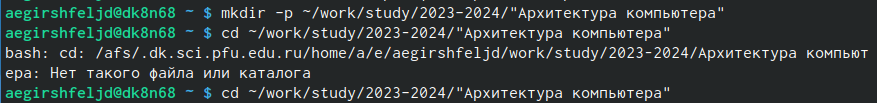 aegirshfeljd@dk8n68 ~ $ mkdir -p ~/work/study/2023-2024/"Архитектура компьютера"
aegirshfeljd@dk8n68 ~ $ cd ~/work/study/2023-2024/"Архитектура компьютера"
bash: cd: /afs/.dk.sci.pfu.edu.ru/home/a/e/aegirshfeljd/work/study/2023-2024/Архитектура компьют
ера: Нет такого файла или каталога
aegirshfeljd@dk8n68 ~ $ cd ~/work/study/2023-2024/"Архитектура компьютера"